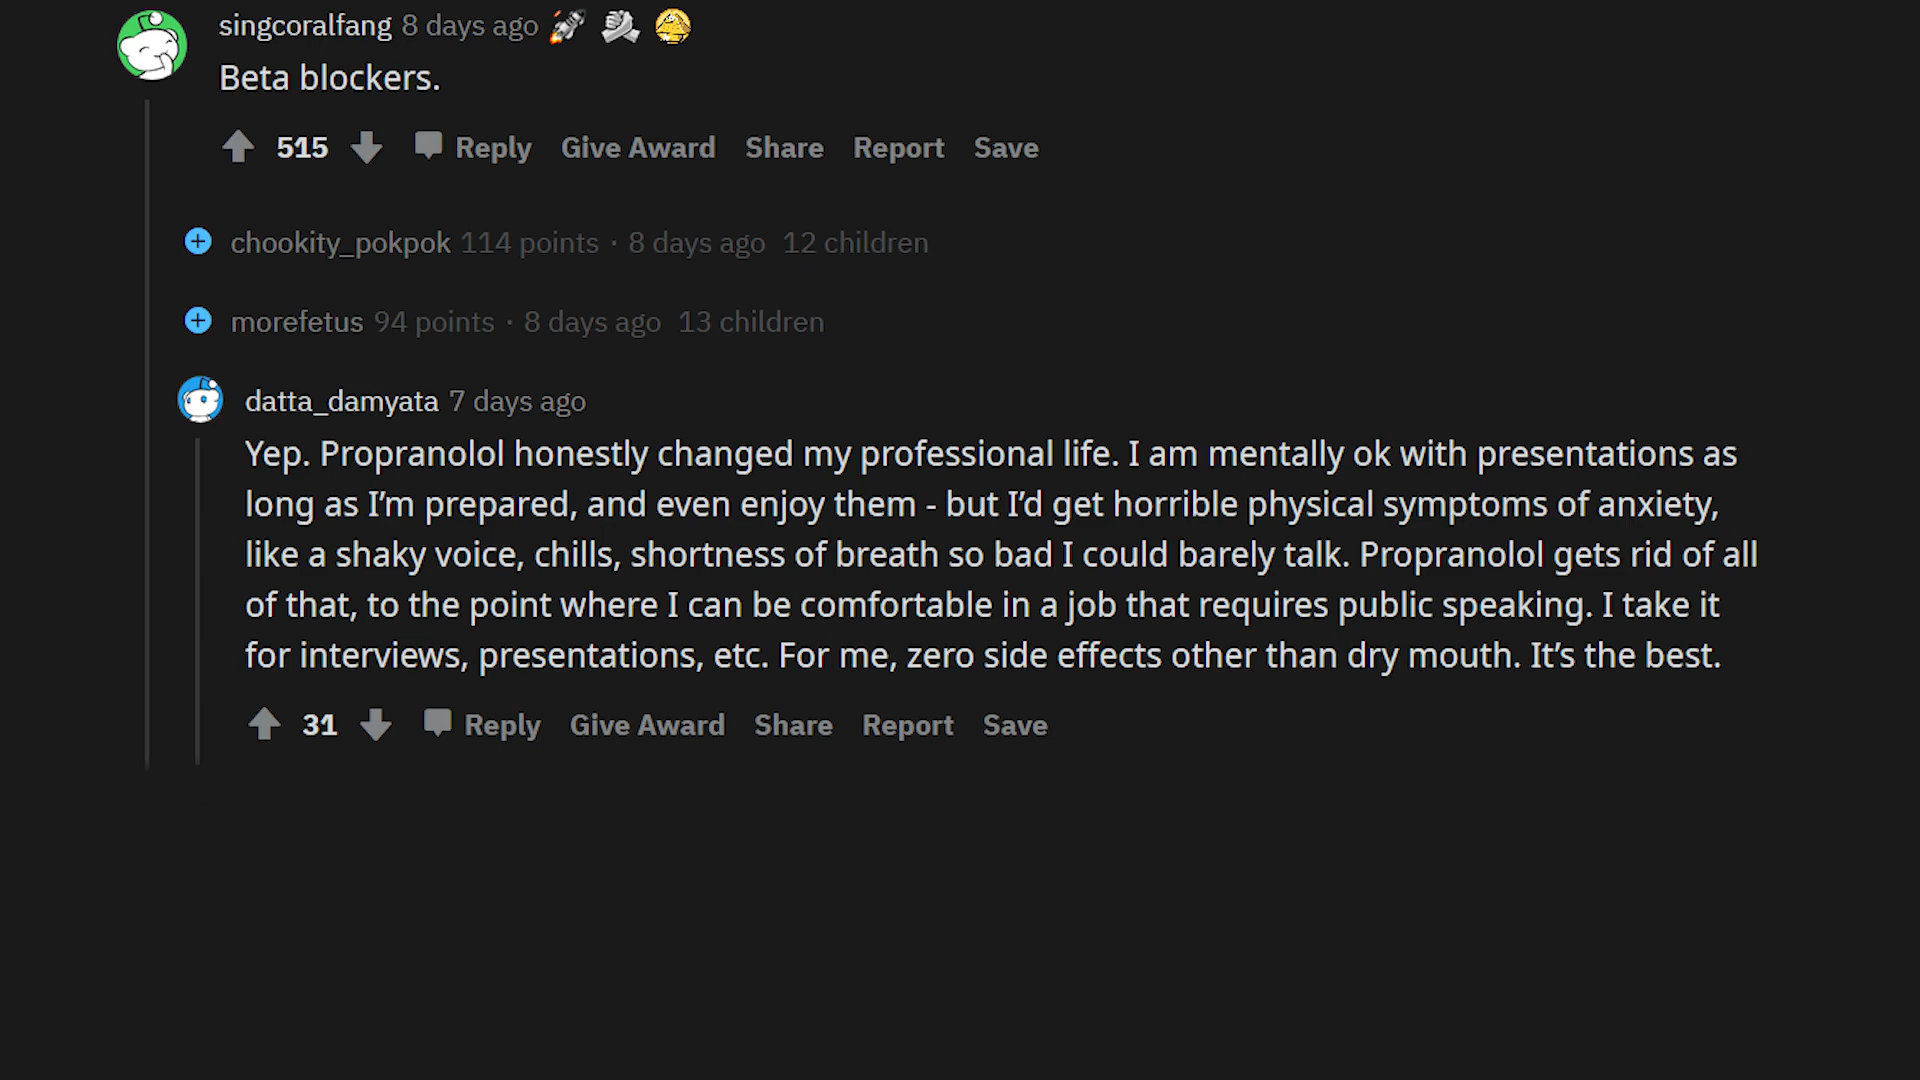 singcoralfang 8 days ago
Beta blockers.
515 Reply Give Award Share Report Save
chookity_pokpok 114 points · 8 days ago 12 children
morefetus 94 points · 8 days ago 13 children
datta_damyata 7 days ago
Yep. Propranolol honestly changed my professional life. I am mentally ok with presentations as
long as I’m prepared, and even enjoy them - but I’d get horrible physical symptoms of anxiety,
like a shaky voice, chills, shortness of breath so bad I could barely talk. Propranolol gets rid of all
of that, to the point where I can be comfortable in a job that requires public speaking. I take it
for interviews, presentations, etc. For me, zero side effects other than dry mouth. It’s the best.
31 Reply Give Award Share Report Save